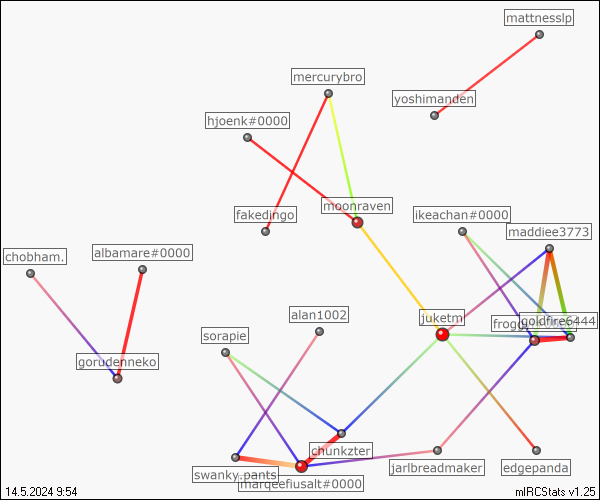 mattnesslp
mercurybro
yoshimanden
hjoenk#0000
moonraven
fakedingo
ikeachan#0000
maddiee3773
albamare#0000
chobham.
alan1002
juketm
goldfire6444
sorapie
gorudenneko
chunkzter
swanky.pants
jarlbreadmaker
edgepanda
marqeefiusalt#0000
14.5.2024 9:54
mIRCStats v1.25